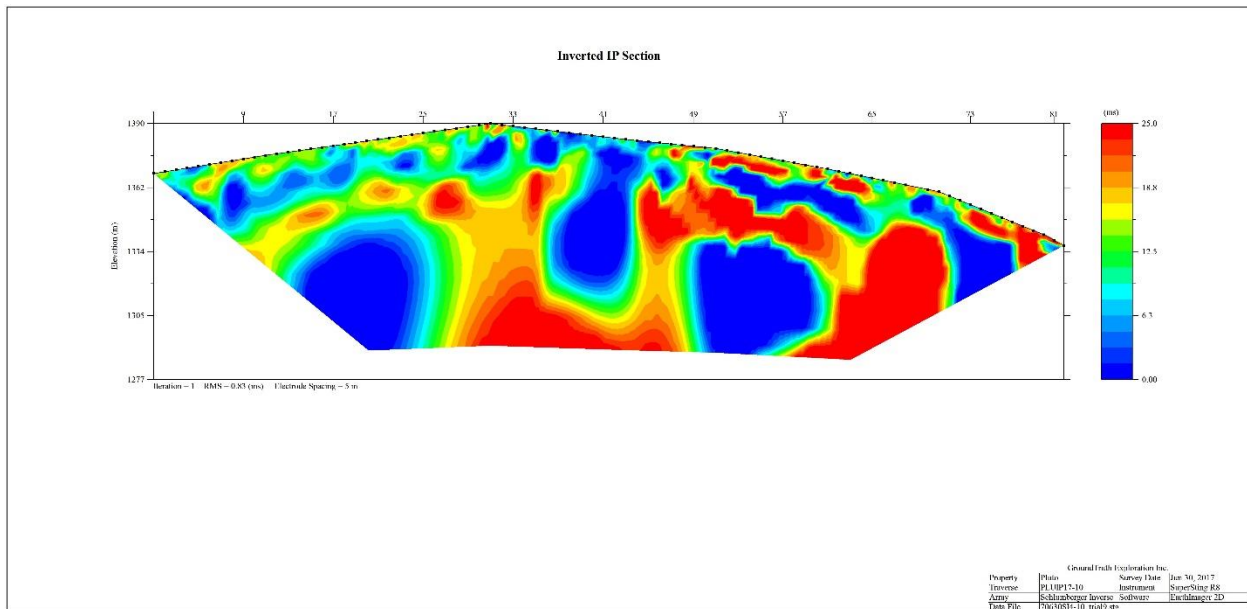 Inverted IP Section
1 9 17 25 33 41 49 57 65 73 81
(ms)
1390
1362
1334
1305
1277
Elevation (m)
25.0
18.8
12.5
6.3
0.00
Iteration = 1 RMS = 0.83 (ms) Electrode Spacing = 5 m
GroundTruth Exploration Inc.
Property Pluto Survey Date Jun 30, 2017
Traverse PLUIP17-10 Instrument SuperSting R8
Array Schlumberger Inverse Software EarthImager 2D
Data File